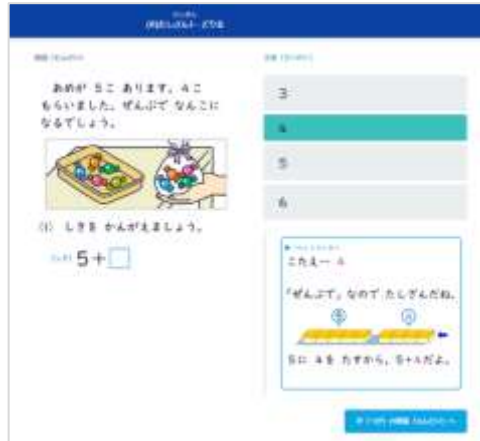 あめが 5こ あります。4こ
もらいました。ぜんぶで なんこに
なるでしょう。
(1) しきを かんがえましょう。
5+
3
4
5
6
こたえ… 4
「ぜんぶで」なので たしざんだね。
5 4
5に 4を たすから、5+4だよ。